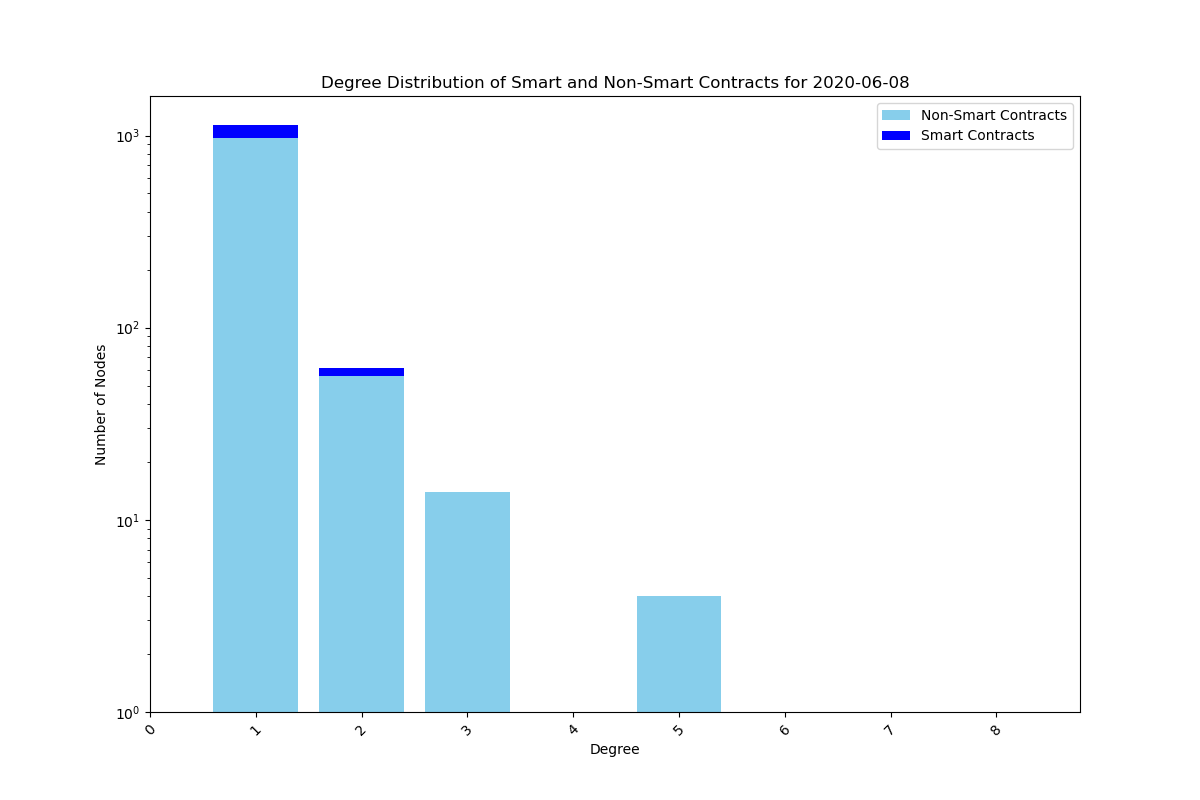 Degree Distribution of Smart and Non-Smart Contracts for 2020-06-08
Non-Smart Contracts
Smart Contracts
Number of Nodes
10³
10²
10¹
10⁰
0 1 2 3 4 5 6 7 8
Degree